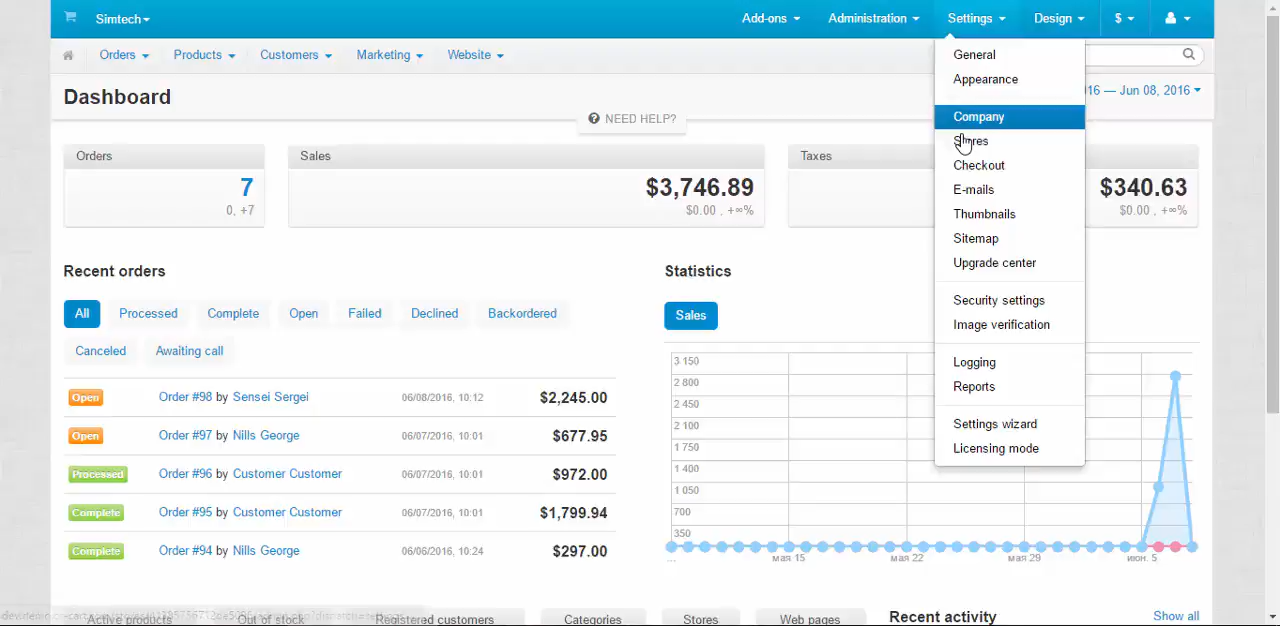 Simtech
Add-ons
Administration
Settings
Design
$
Orders
Products
Customers
Marketing
Website
General
Appearance
Company
Stores
Checkout
E-mails
Thumbnails
Sitemap
Upgrade center
Security settings
Image verification
Logging
Reports
Settings wizard
Licensing mode
Dashboard
16 — Jun 08, 2016
NEED HELP?
Orders
7
0, +7
Sales
$3,746.89
$0.00 , +∞%
Taxes
$340.63
$0.00 , +∞%
Recent orders
All
Processed
Complete
Open
Failed
Declined
Backordered
Canceled
Awaiting call
Open Order #98 by Sensei Sergei 06/08/2016, 10:12 $2,245.00
Open Order #97 by Nills George 06/07/2016, 10:01 $677.95
Processed Order #96 by Customer Customer 06/07/2016, 10:01 $972.00
Complete Order #95 by Customer Customer 06/07/2016, 10:01 $1,799.94
Complete Order #94 by Nills George 06/06/2016, 10:24 $297.00
Statistics
Sales
3 150
2 800
2 450
2 100
1 750
1 400
1 050
700
350
... мая 15 мая 22 мая 29 июн. 5
Active products
Out of stock
Registered customers
Categories
Stores
Web pages
Recent activity
Show all